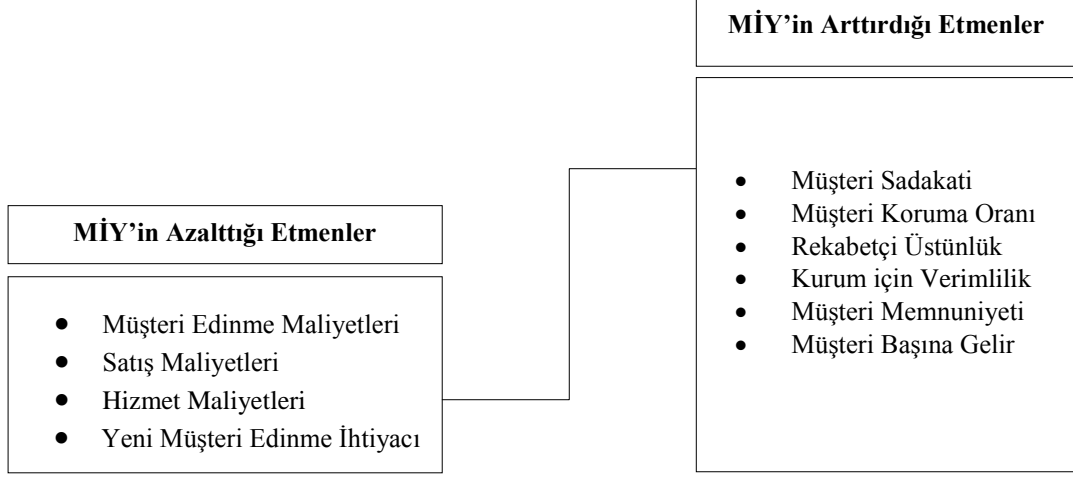 MİY'in Arttırdığı Etmenler
• Müşteri Sadakati
• Müşteri Koruma Oranı
• Rekabetçi Üstünlük
• Kurum için Verimlilik
• Müşteri Memnuniyeti
• Müşteri Başına Gelir
MİY'in Azalttığı Etmenler
• Müşteri Edinme Maliyetleri
• Satış Maliyetleri
• Hizmet Maliyetleri
• Yeni Müşteri Edinme İhtiyacı